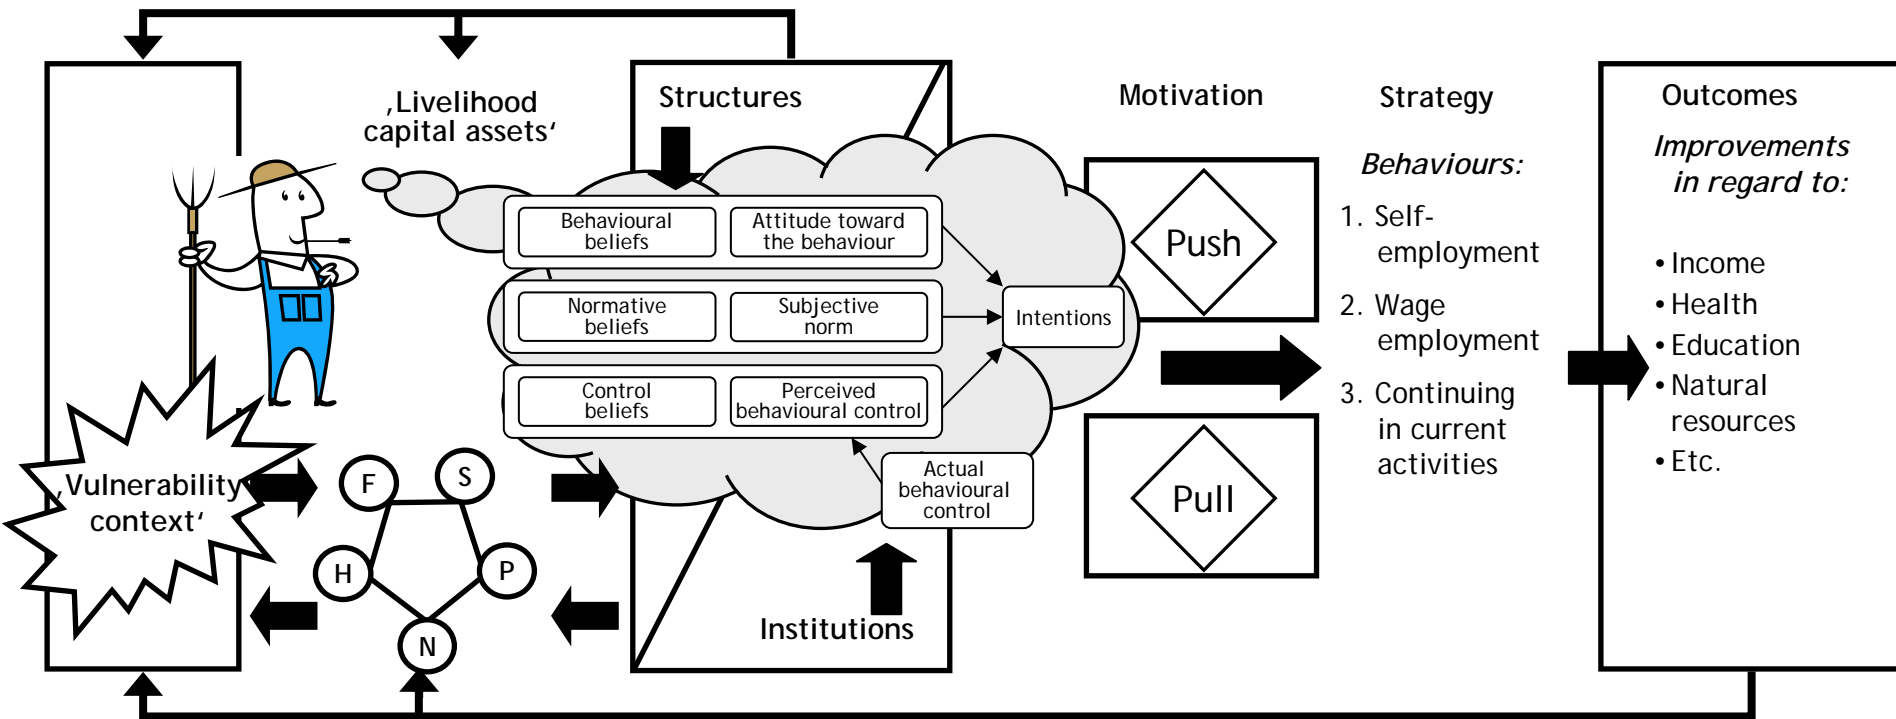 ‚Livelihood
capital assets‘
Structures
Motivation
Strategy
Outcomes
Behavioural
beliefs
Attitude toward
the behaviour
Normative
beliefs
Subjective
norm
Control
beliefs
Perceived
behavioural control
Intentions
Actual
behavioural
control
Institutions
‚Vulnerability
context‘
F
S
H
P
N
Push
Pull
Behaviours:
1. Self-
employment
2. Wage
employment
3. Continuing
in current
activities
Improvements
in regard to:
• Income
• Health
• Education
• Natural
resources
• Etc.